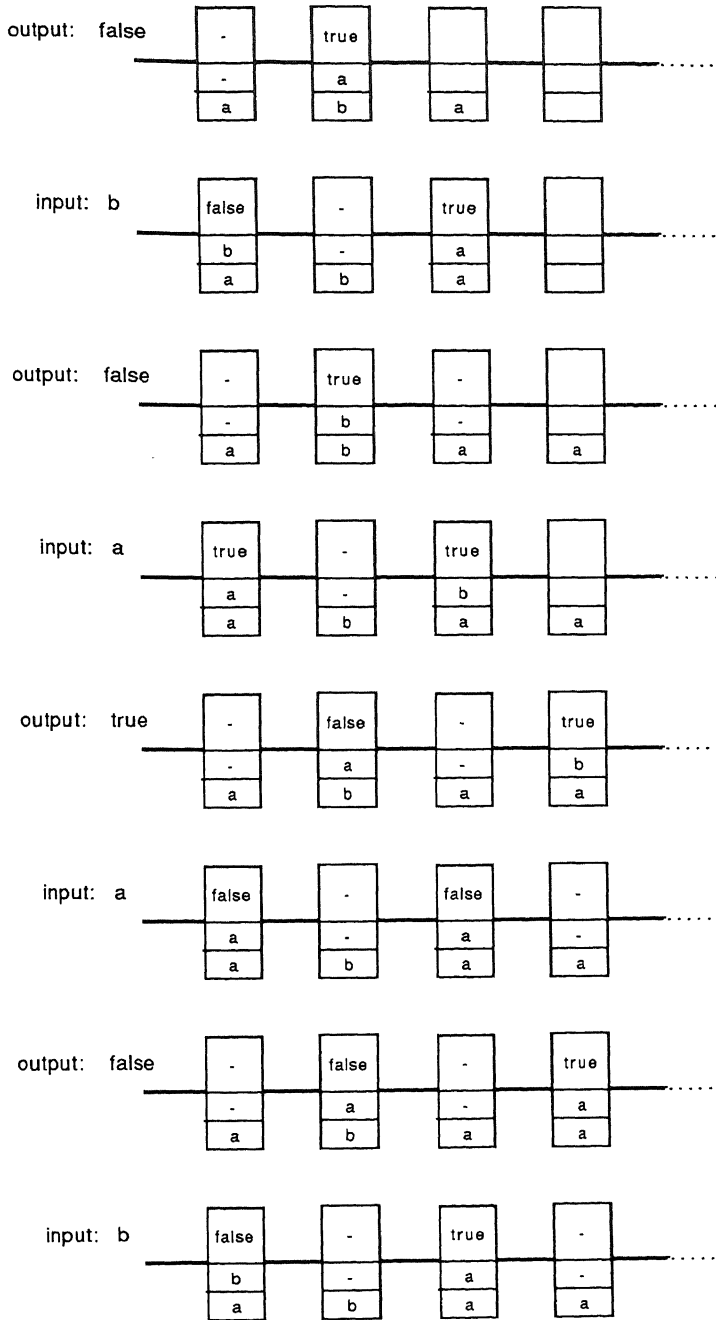 output: false - true
- a
a b a
input: b false - true
b - a
a b a
output: false - true -
- b -
a b a a
input: a true - true
a - b
a b a a
output: true - false - true
- a - b
a b a a
input: a false - false -
a - a -
a b a a
output: false - false - true
- a - a
a b a a
input: b false - true -
b - a -
a b a a